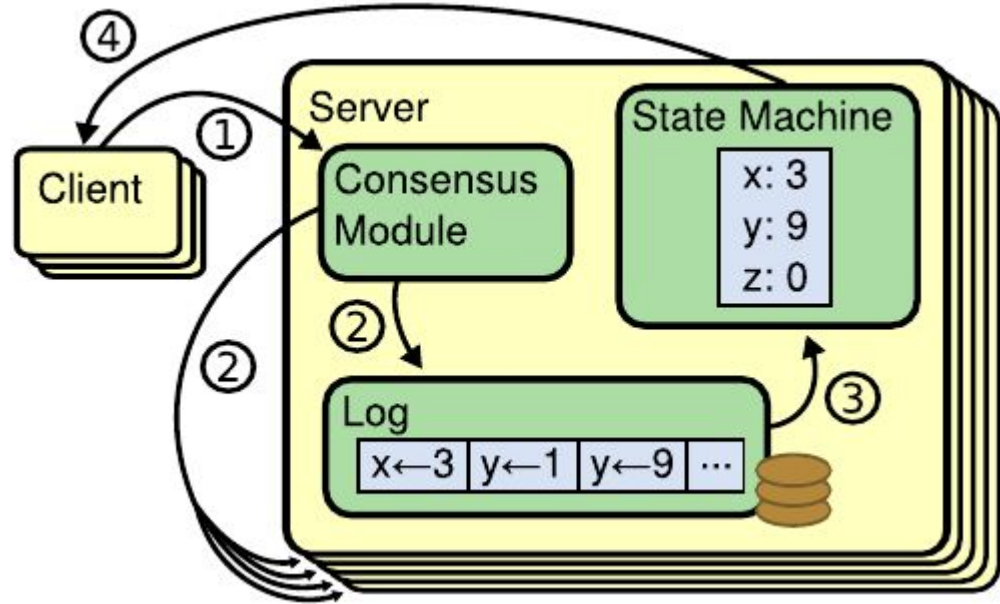 ④
①
Server
State Machine
Client
Consensus
Module
x: 3
y: 9
z: 0
②
②
③
Log
x←3 y←1 y←9 ...